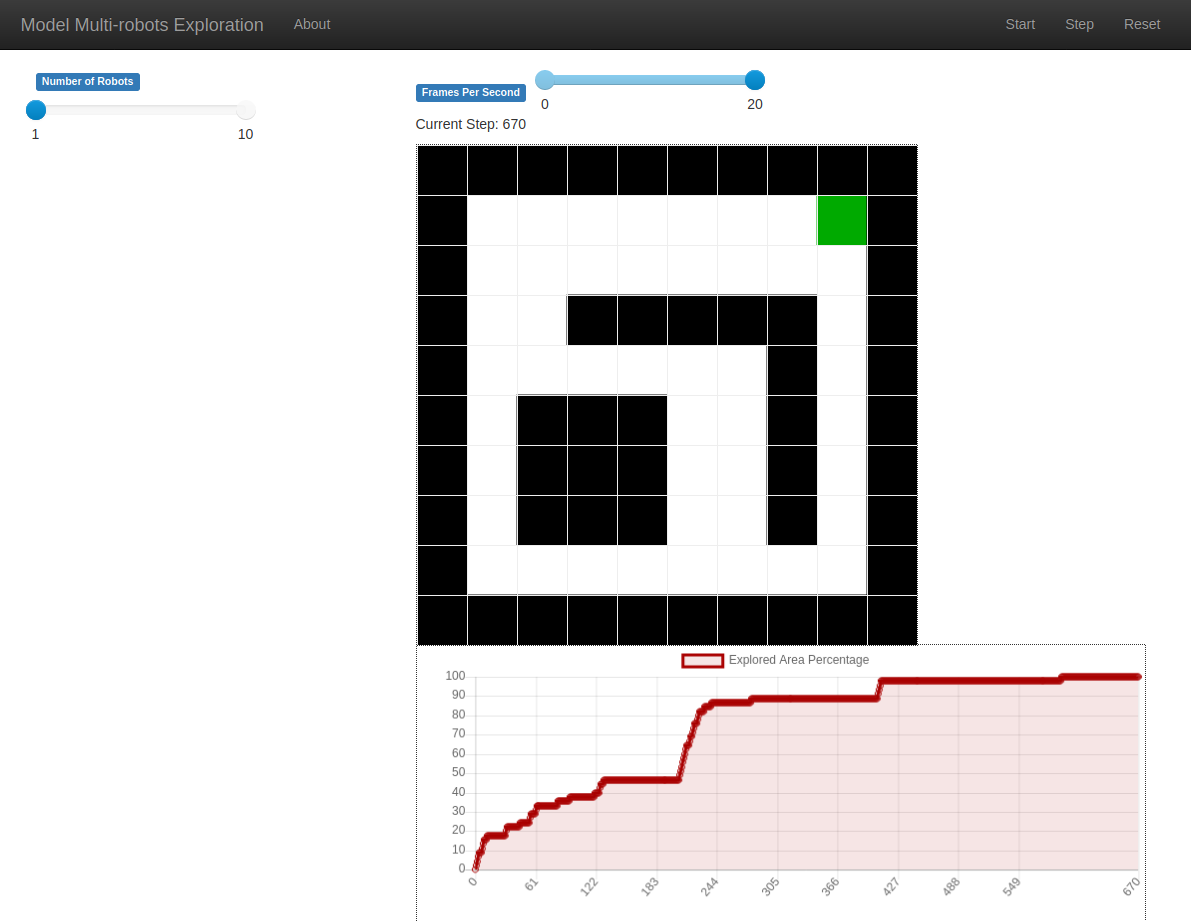 Model Multi-robots Exploration About Start Step Reset
Number of Robots
1 10
Frames Per Second
0 20
Current Step: 670
Explored Area Percentage
100
90
80
70
60
50
40
30
20
10
0
0 61 122 183 244 305 366 427 488 549 670